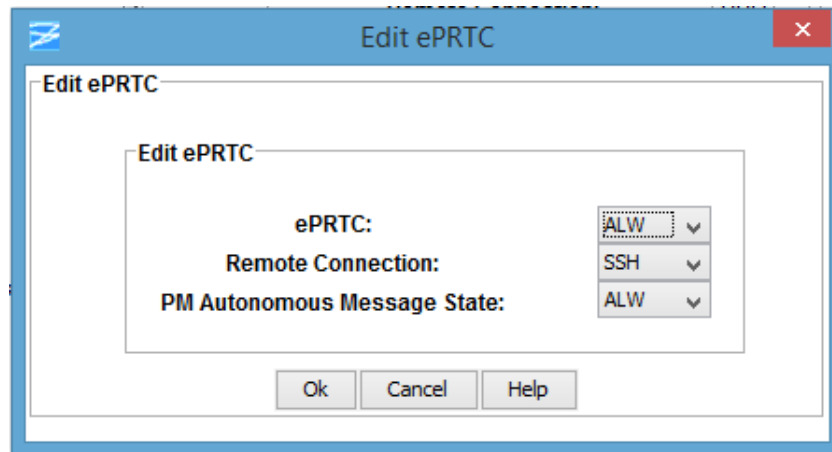 Edit ePRTC
Edit ePRTC
Edit ePRTC
ePRTC: ALW
Remote Connection: SSH
PM Autonomous Message State: ALW
Ok Cancel Help